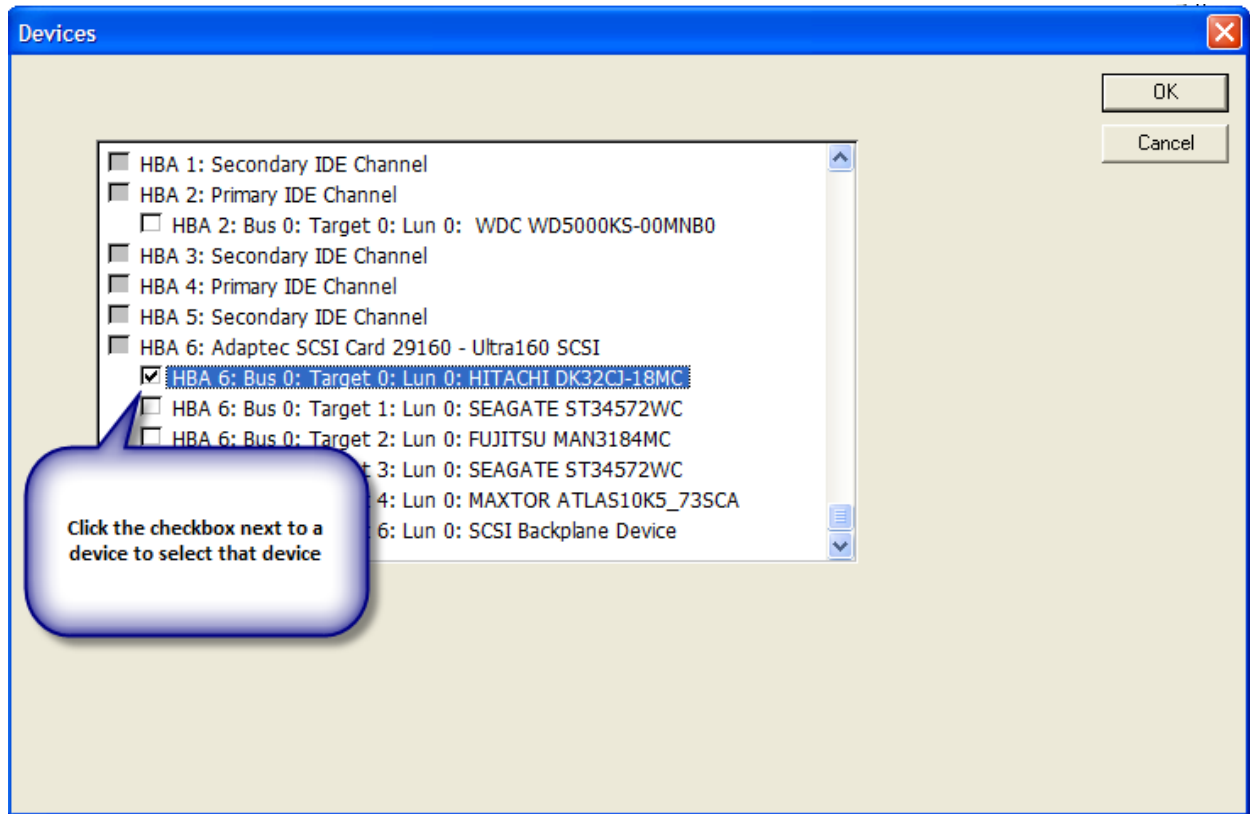 Devices
OK
Cancel
HBA 1: Secondary IDE Channel
HBA 2: Primary IDE Channel
HBA 2: Bus 0: Target 0: Lun 0: WDC WD5000KS-00MNB0
HBA 3: Secondary IDE Channel
HBA 4: Primary IDE Channel
HBA 5: Secondary IDE Channel
HBA 6: Adaptec SCSI Card 29160 - Ultra160 SCSI
HBA 6: Bus 0: Target 0: Lun 0: HITACHI DK32CJ-18MC
HBA 6: Bus 0: Target 1: Lun 0: SEAGATE ST34572WC
HBA 6: Bus 0: Target 2: Lun 0: FUJITSU MAN3184MC
3: Lun 0: SEAGATE ST34572WC
4: Lun 0: MAXTOR ATLAS10K5_73SCA
6: Lun 0: SCSI Backplane Device
Click the checkbox next to a
device to select that device